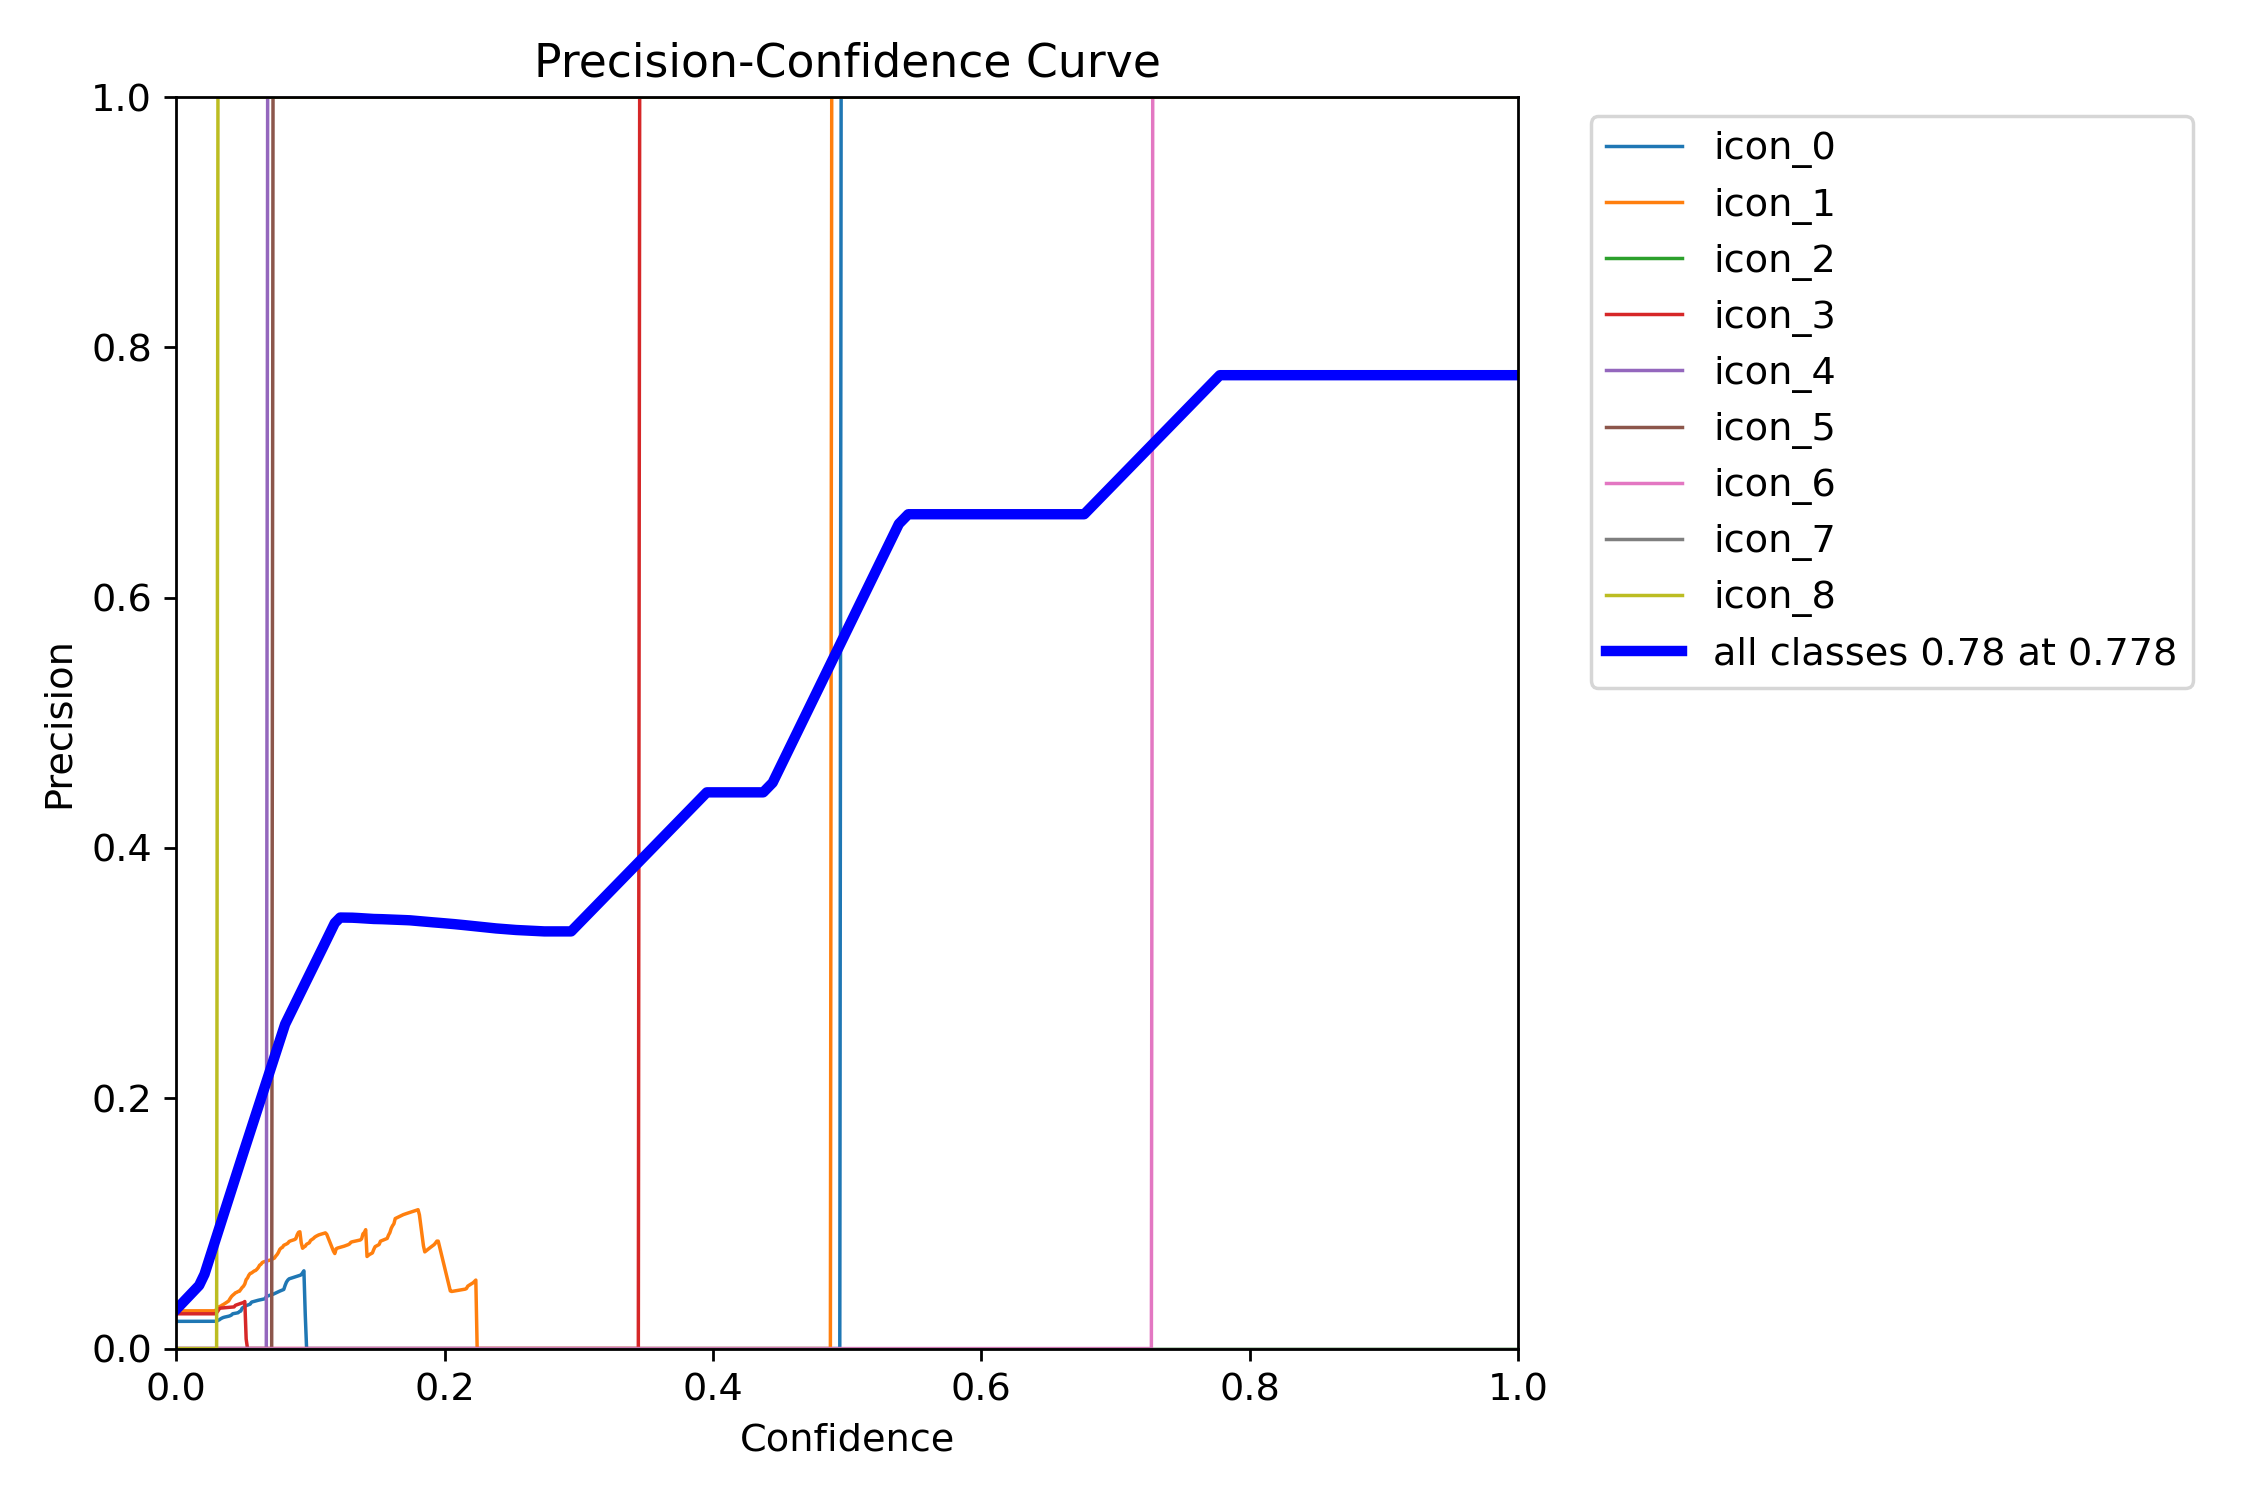 Precision-Confidence Curve
1.0
0.8
0.6
0.4
0.2
0.0
Precision
0.0 0.2 0.4 0.6 0.8 1.0
Confidence
icon_0
icon_1
icon_2
icon_3
icon_4
icon_5
icon_6
icon_7
icon_8
all classes 0.78 at 0.778